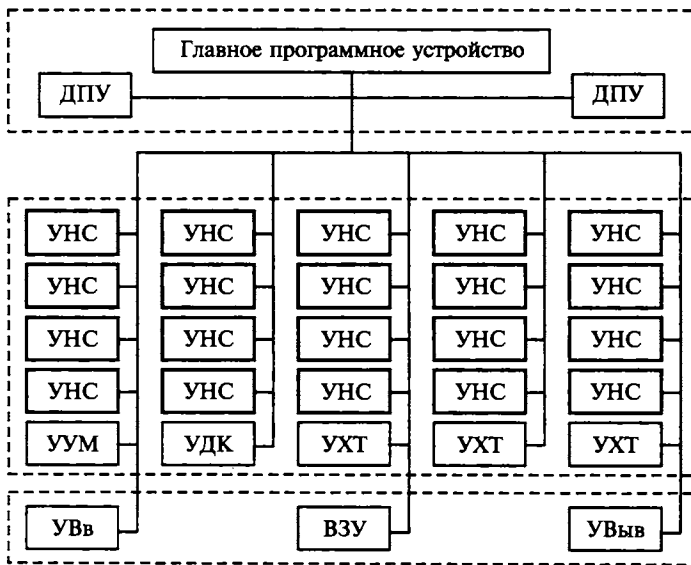 Главное программное устройство
ДПУ ДПУ
УНС УНС УНС УНС УНС
УНС УНС УНС УНС УНС
УНС УНС УНС УНС УНС
УНС УНС УНС УНС УНС
УУМ УДК УХТ УХТ УХТ
УВв ВЗУ УВыв